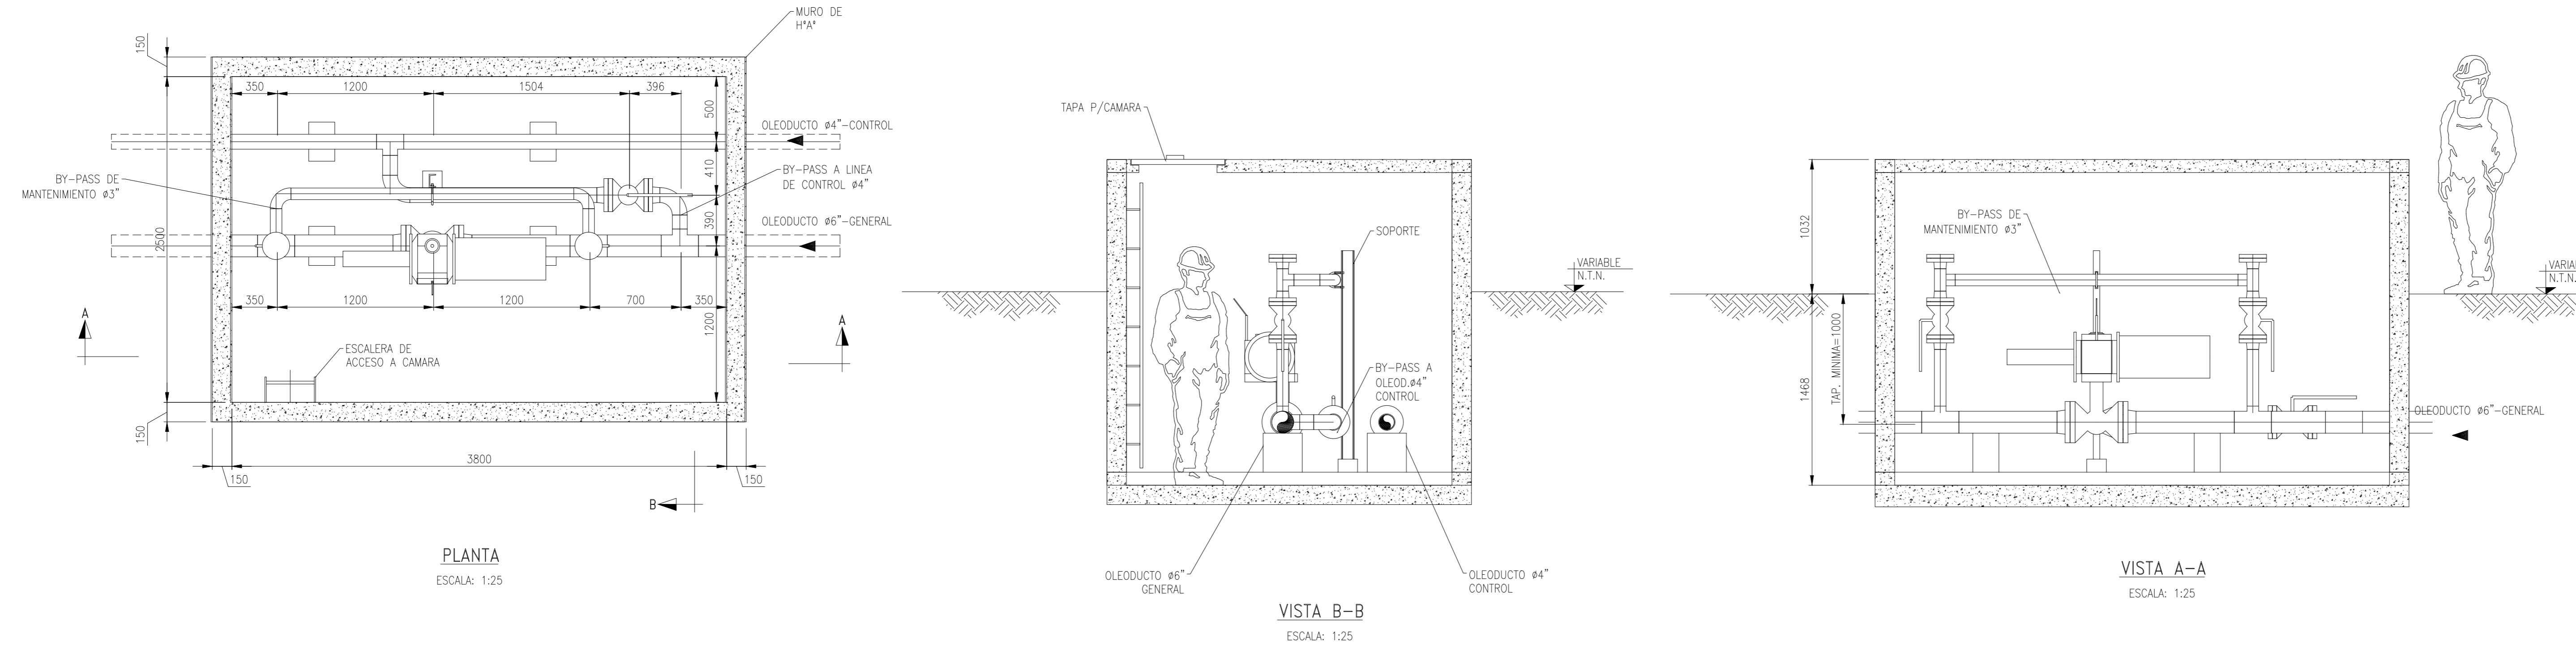 MURO DE
H°A°
150
350
1200
1504
396
500
OLEODUCTO ø4"-CONTROL
410
BY-PASS A LINEA
DE CONTROL ø4"
BY-PASS DE
MANTENIMIENTO ø3"
390
OLEODUCTO ø6"-GENERAL
2500
350
1200
1200
700
350
1200
A
A
ESCALERA DE
ACCESO A CAMARA
150
3800
150
150
B
PLANTA
ESCALA: 1:25
TAPA P/CAMARA
SOPORTE
VARIABLE
N.T.N.
BY-PASS A
OLEOD.ø4"
CONTROL
OLEODUCTO ø6"
GENERAL
OLEODUCTO ø4"
CONTROL
VISTA B-B
ESCALA: 1:25
1032
BY-PASS DE
MANTENIMIENTO ø3"
VARIA
N.T.N.
1468
TAP. MINIMA=1000
OLEODUCTO ø6"-GENERAL
VISTA A-A
ESCALA: 1:25